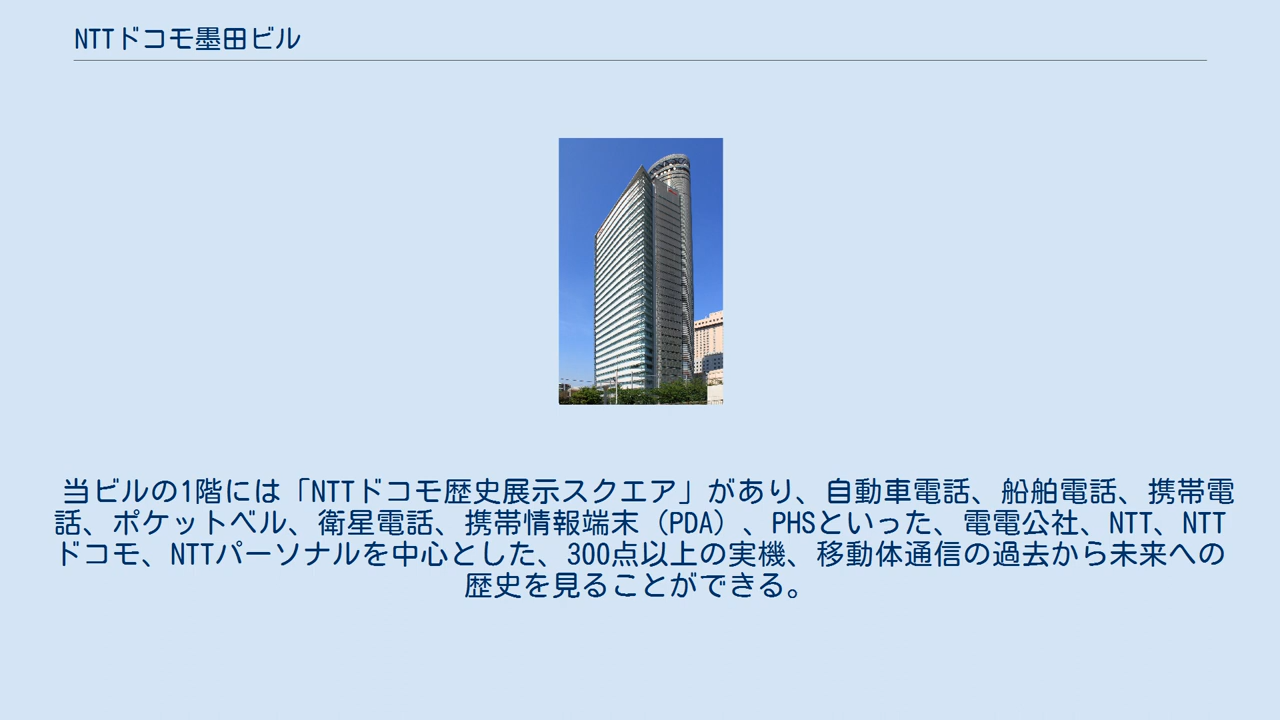 NTTドコモ墨田ビル
当ビルの1階には「NTTドコモ歴史展示スクエア」があり、自動車電話、船舶電話、携帯電
話、ポケットベル、衛星電話、携帯情報端末（PDA）、PHSといった、電電公社、NTT、NTT
ドコモ、NTTパーソナルを中心とした、300点以上の実機、移動体通信の過去から未来への
歴史を見ることができる。